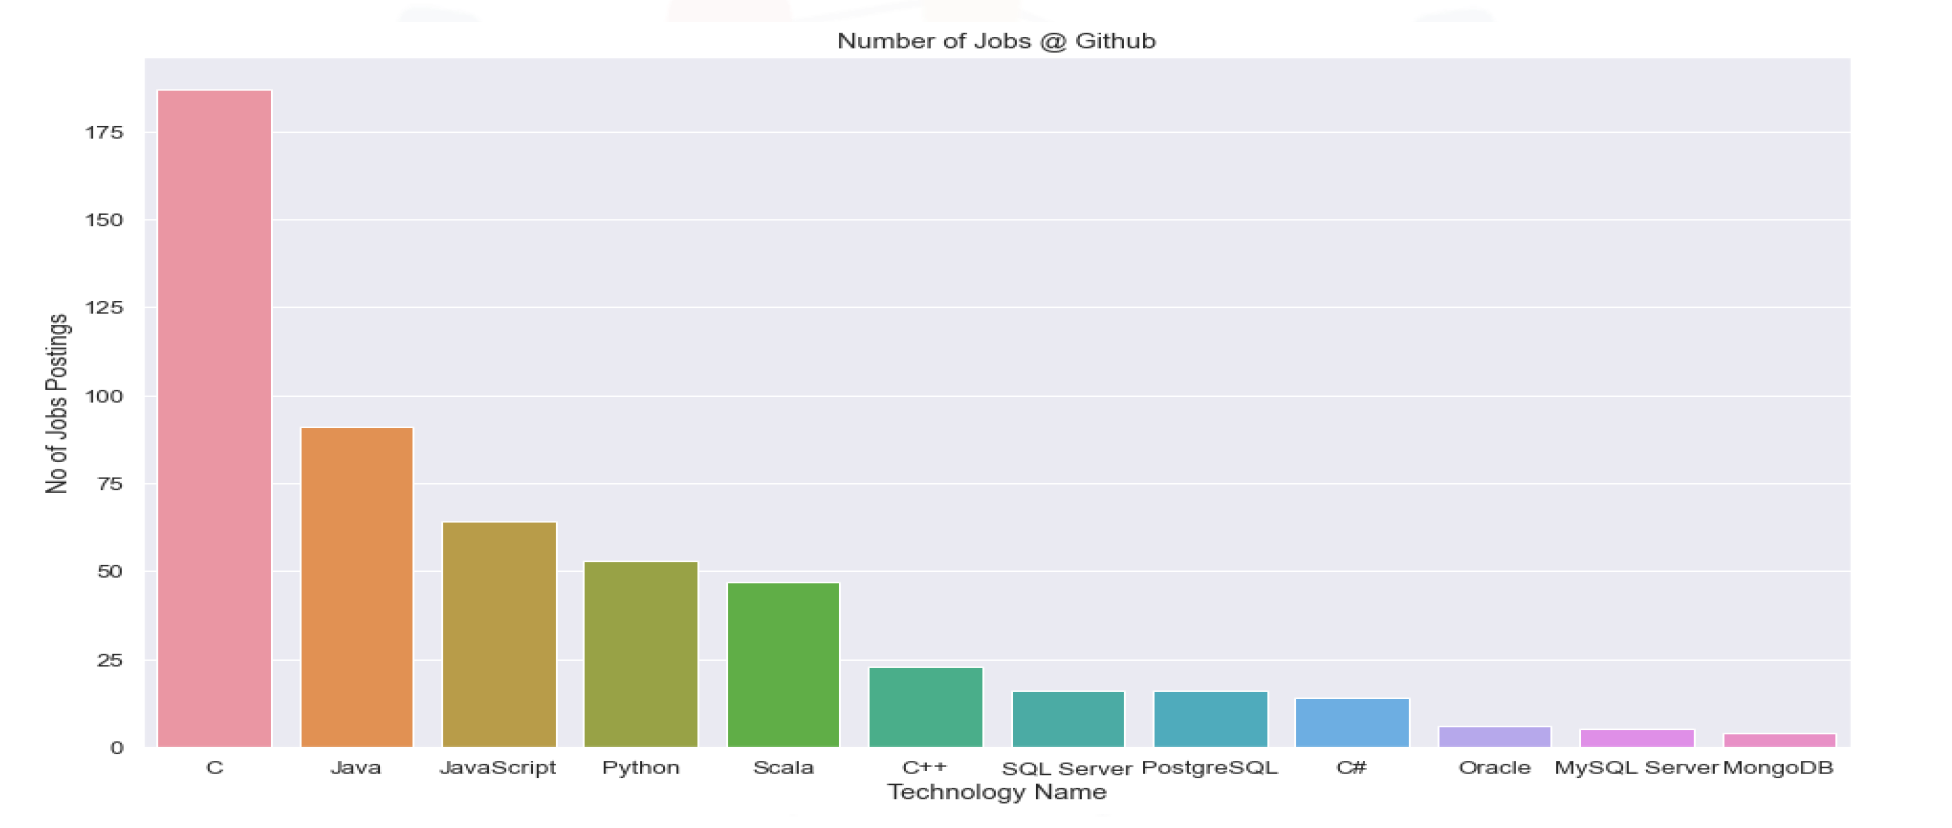 Number of Jobs @ Github
No of Jobs Postings
175
150
125
100
75
50
25
0
C Java JavaScript Python Scala C++ SQL Server PostgreSQL C# Oracle MySQL Server MongoDB
Technology Name